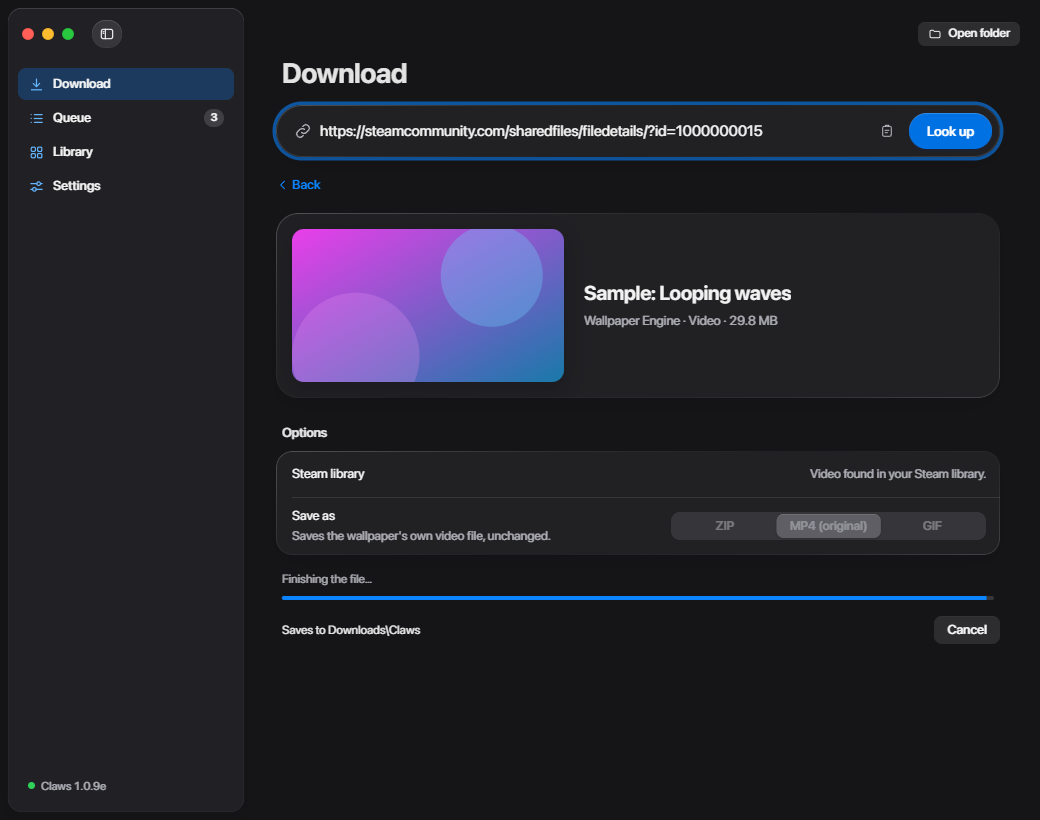 Open folder
Download
Download
Queue
3
Library
Settings
https://steamcommunity.com/sharedfiles/filedetails/?id=1000000015
Look up
Back
Sample: Looping waves
Wallpaper Engine · Video · 29.8 MB
Options
Steam library
Video found in your Steam library.
Save as
Saves the wallpaper's own video file, unchanged.
ZIP
MP4 (original)
GIF
Finishing the file...
Saves to Downloads\Claws
Cancel
Claws 1.0.9e